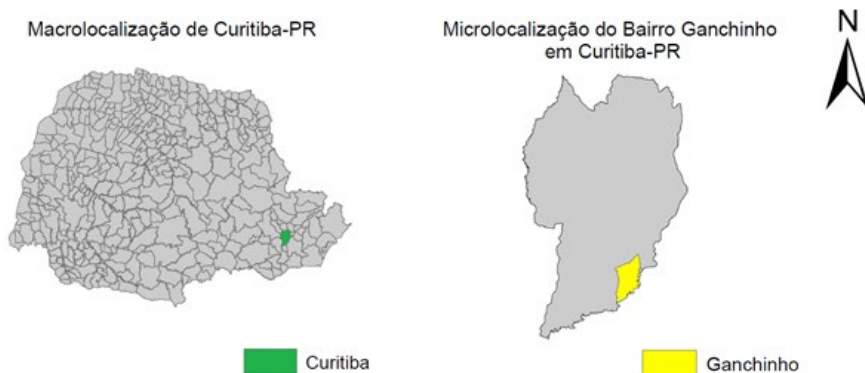 Macrolocalização de Curitiba-PR
Microlocalização do Bairro Ganchinho
em Curitiba-PR
N
Curitiba
Ganchinho